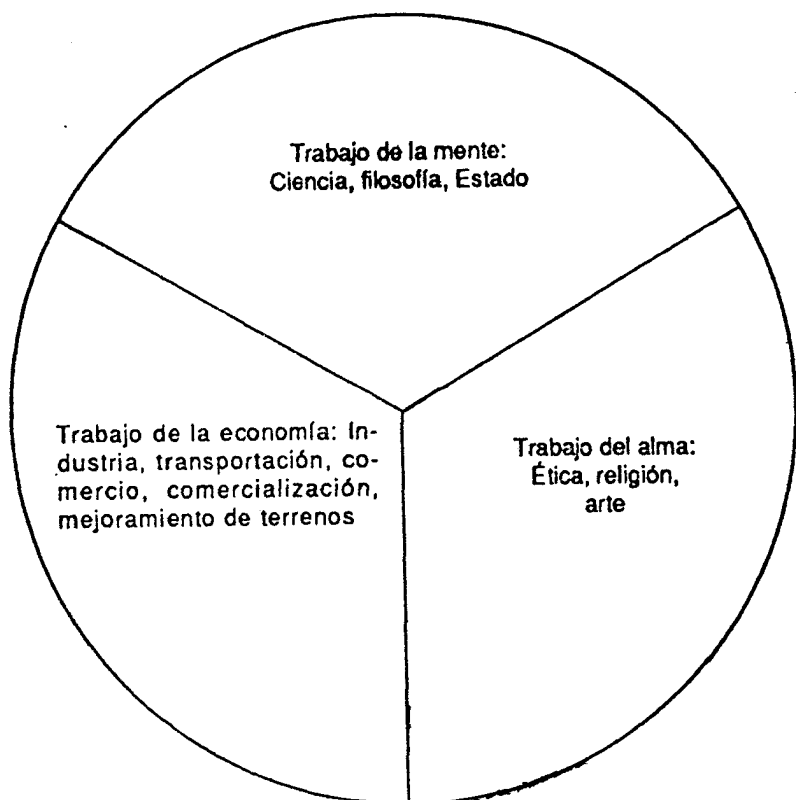 Trabajo de la mente:
Ciencia, filosofía, Estado
Trabajo de la economía: In-
dustria, transportación, co-
mercio, comercialización,
mejoramiento de terrenos
Trabajo del alma:
Ética, religión,
arte